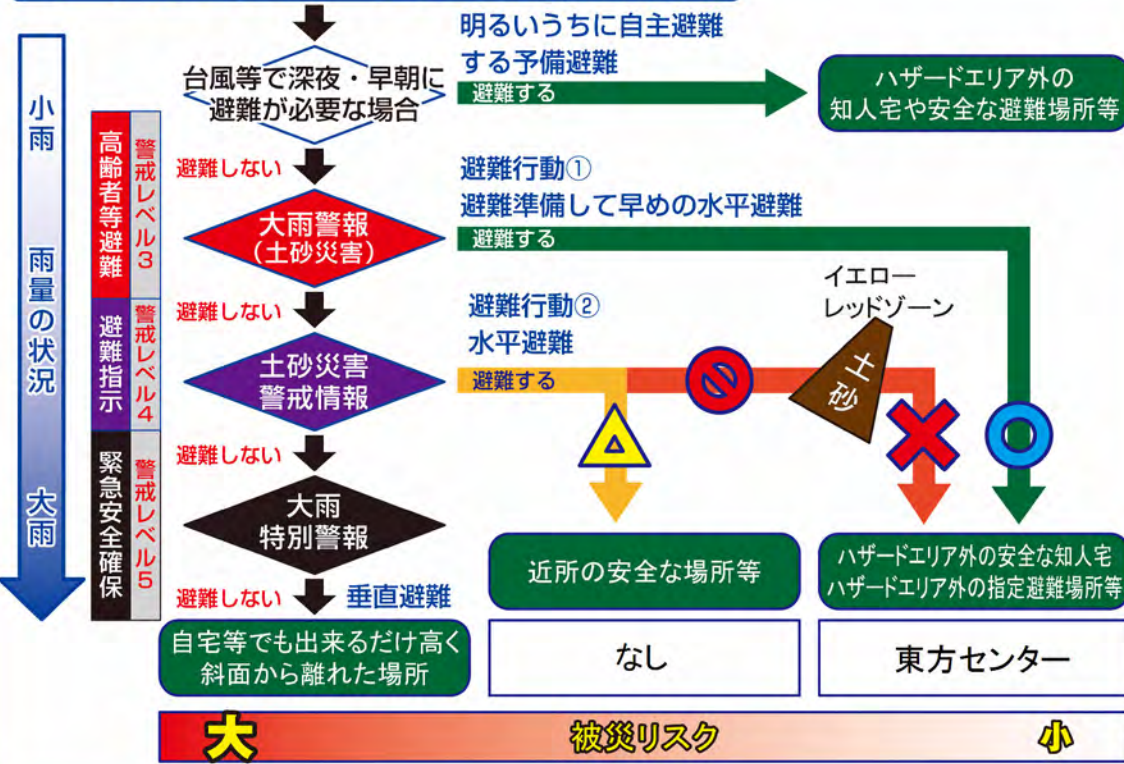 明るいうちに自主避難
する予備避難
台風等で深夜・早朝に
避難が必要な場合
避難する
ハザードエリア外の
知人宅や安全な避難場所等
小雨
雨量の状況
大雨
高齢者等避難
警戒レベル3
避難しない
避難行動①
避難準備して早めの水平避難
大雨警報
(土砂災害)
避難する
イエロー
レッドゾーン
避難指示
警戒レベル4
避難しない
避難行動②
水平避難
土砂災害
警戒情報
避難する
土砂
緊急安全確保
警戒レベル5
避難しない
大雨
特別警報
近所の安全な場所等
ハザードエリア外の安全な知人宅
ハザードエリア外の指定避難場所等
避難しない
垂直避難
自宅等でも出来るだけ高く
斜面から離れた場所
なし
東方センター
大
被災リスク
小